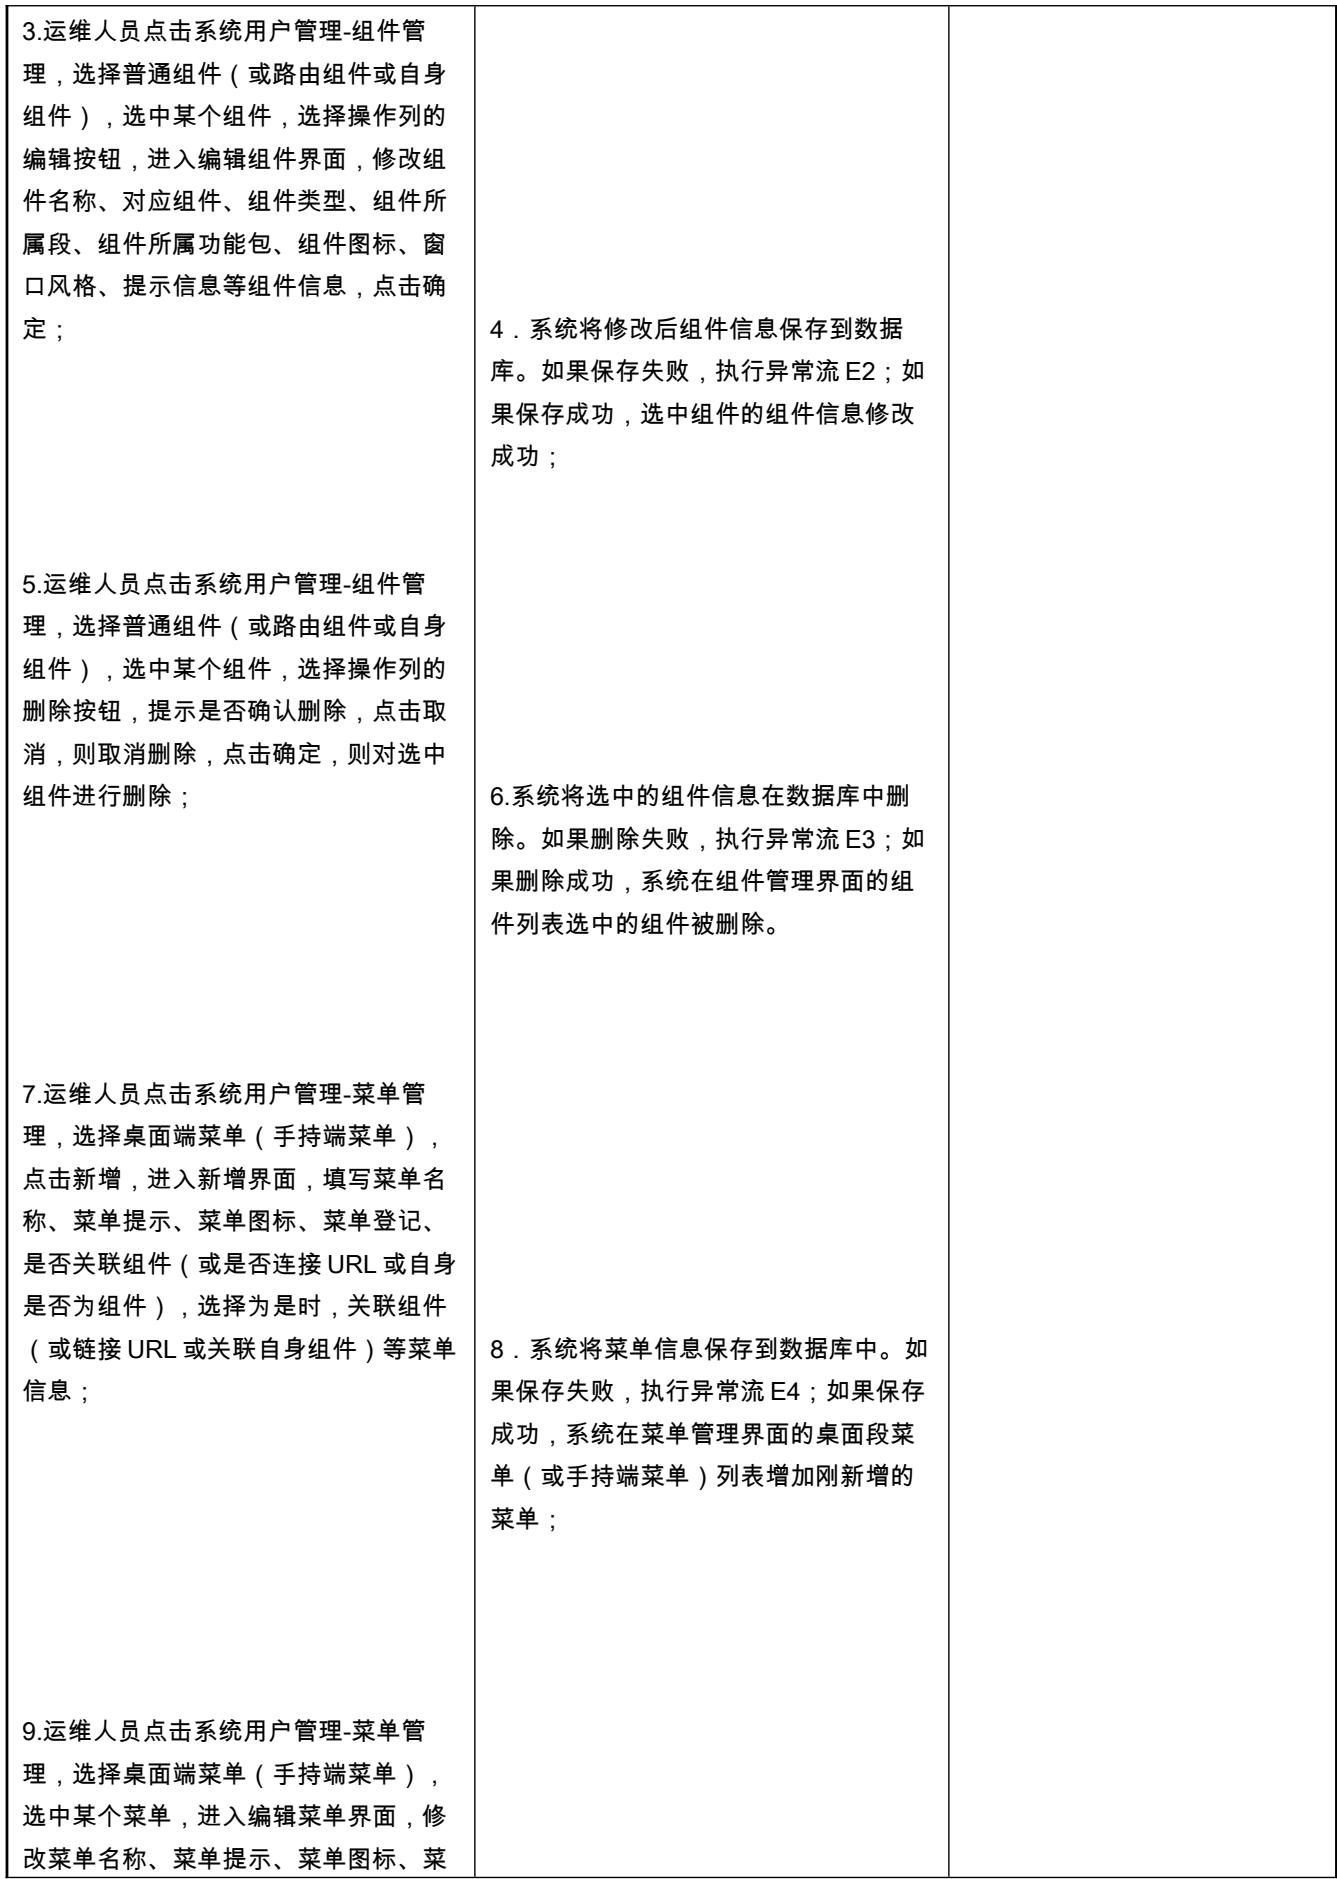 3.运维人员点击系统用户管理-组件管
理，选择普通组件（或路由组件或自身
组件），选中某个组件，选择操作列的
编辑按钮，进入编辑组件界面，修改组
件名称、对应组件、组件类型、组件所
属段、组件所属功能包、组件图标、窗
口风格、提示信息等组件信息，点击确
定；
4．系统将修改后组件信息保存到数据
库。如果保存失败，执行异常流 E2；如
果保存成功，选中组件的组件信息修改
成功；
5.运维人员点击系统用户管理-组件管
理，选择普通组件（或路由组件或自身
组件），选中某个组件，选择操作列的
删除按钮，提示是否确认删除，点击取
消，则取消删除，点击确定，则对选中
组件进行删除；
6.系统将选中的组件信息在数据库中删
除。如果删除失败，执行异常流 E3；如
果删除成功，系统在组件管理界面的组
件列表选中的组件被删除。
7.运维人员点击系统用户管理-菜单管
理，选择桌面端菜单（手持端菜单），
点击新增，进入新增界面，填写菜单名
称、菜单提示、菜单图标、菜单登记、
是否关联组件（或是否连接 URL 或自身
是否为组件），选择为是时，关联组件
（或链接 URL 或关联自身组件）等菜单
信息；
8．系统将菜单信息保存到数据库中。如
果保存失败，执行异常流 E4；如果保存
成功，系统在菜单管理界面的桌面段菜
单（或手持端菜单）列表增加刚新增的
菜单；
9.运维人员点击系统用户管理-菜单管
理，选择桌面端菜单（手持端菜单），
选中某个菜单，进入编辑菜单界面，修
改菜单名称、菜单提示、菜单图标、菜